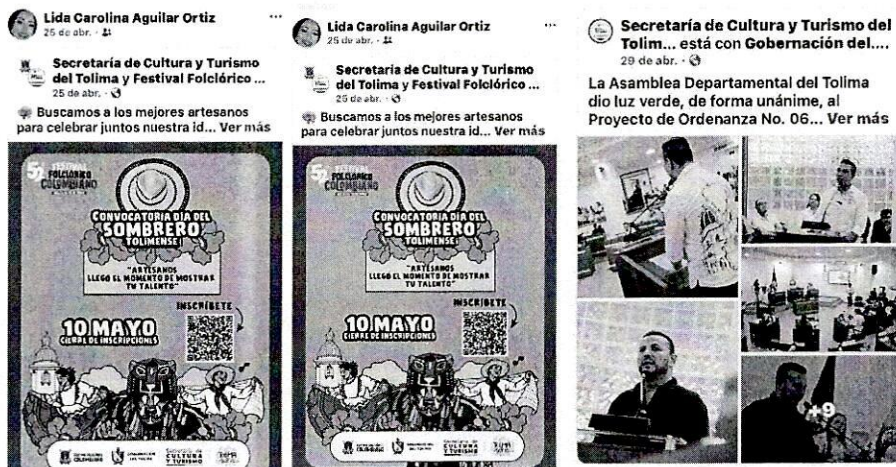 Lida Carolina Aguilar Ortiz
25 de abr.
Secretaría de Cultura y Turismo
del Tolima y Festival Folclórico ...
25 de abr.
Buscamos a los mejores artesanos
para celebrar juntos nuestra id... Ver más
52 FESTIVAL
FOLCLÓRICO
COLOMBIANO
CONVOCATORIA DÍA DEL
SOMBRERO
TOLIMENSE
"ARTESANOS
LLEGO EL MOMENTO DE MOSTRAR
TU TALENTO"
INSCRÍBETE
10 MAYO
CIERRE DE INSCRIPCIONES
CULTURA
Y TURISMO
Lida Carolina Aguilar Ortiz
25 de abr.
Secretaría de Cultura y Turismo
del Tolima y Festival Folclórico ...
25 de abr.
Buscamos a los mejores artesanos
para celebrar juntos nuestra id... Ver más
52 FESTIVAL
FOLCLÓRICO
COLOMBIANO
CONVOCATORIA DÍA DEL
SOMBRERO
TOLIMENSE
"ARTESANOS
LLEGO EL MOMENTO DE MOSTRAR
TU TALENTO"
INSCRÍBETE
10 MAYO
CIERRE DE INSCRIPCIONES
CULTURA
Y TURISMO
Secretaría de Cultura y Turismo del
Tolim... está con Gobernación del....
29 de abr.
La Asamblea Departamental del Tolima
dio luz verde, de forma unánime, al
Proyecto de Ordenanza No. 06... Ver más
+9